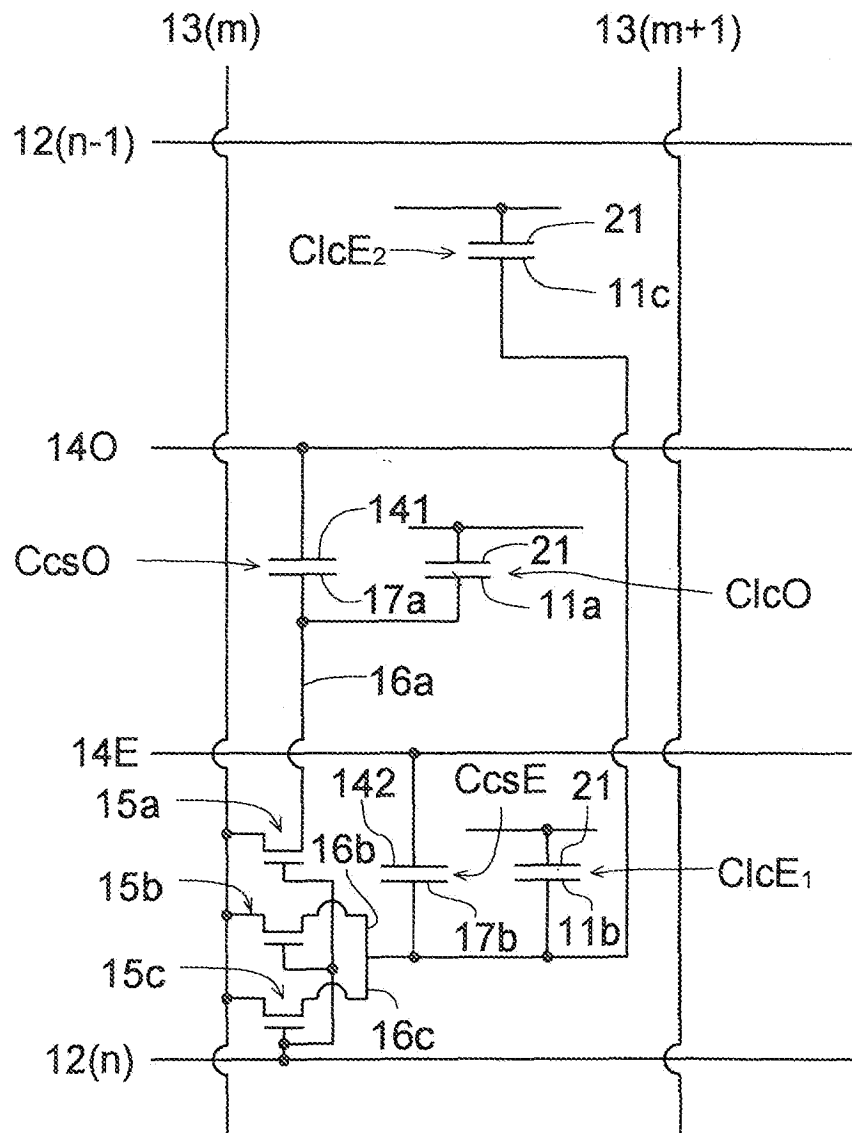 13(m)
13(m+1)
12(n-1)
21
ClcE2
11c
14O
141
CcsO
21
17a
11a
ClcO
16a
14E
142
CcsE
21
15a
16b
15b
ClcE1
17b
11b
15c
16c
12(n)